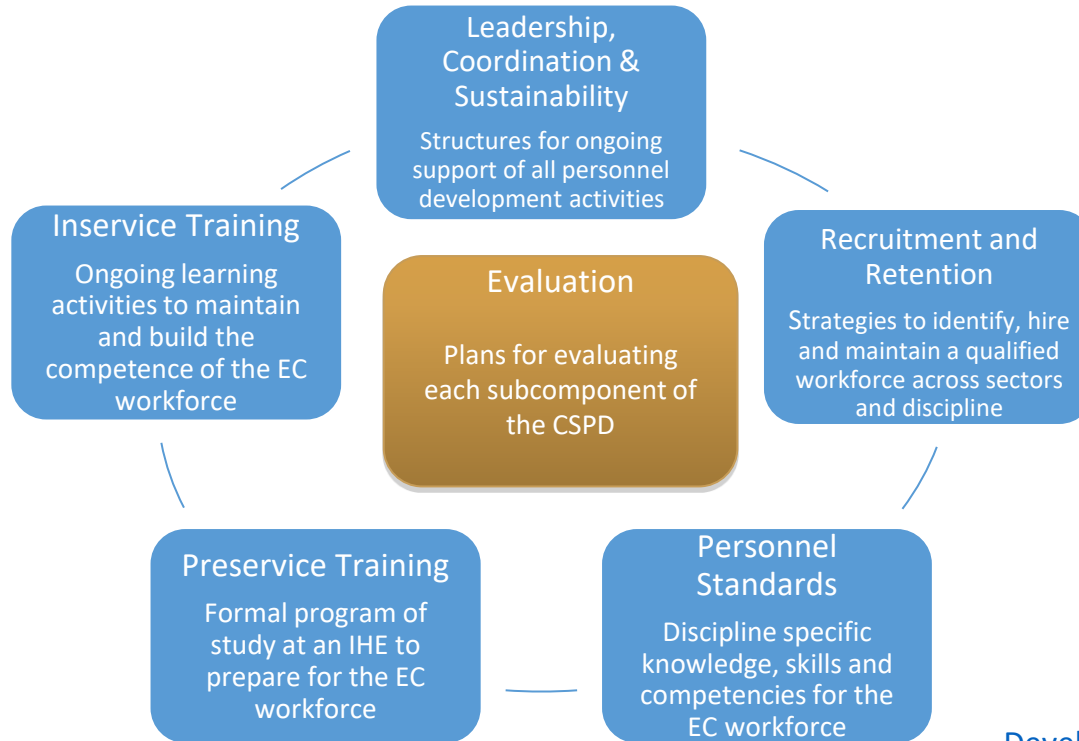 Leadership,
Coordination &
Sustainability
Structures for ongoing
support of all personnel
development activities
Inservice Training
Ongoing learning
activities to maintain
and build the
competence of the EC
workforce
Evaluation
Plans for evaluating
each subcomponent of
the CSPD
Recruitment and
Retention
Strategies to identify, hire
and maintain a qualified
workforce across sectors
and discipline
Preservice Training
Formal program of
study at an IHE to
prepare for the EC
workforce
Personnel
Standards
Discipline specific
knowledge, skills and
competencies for the
EC workforce